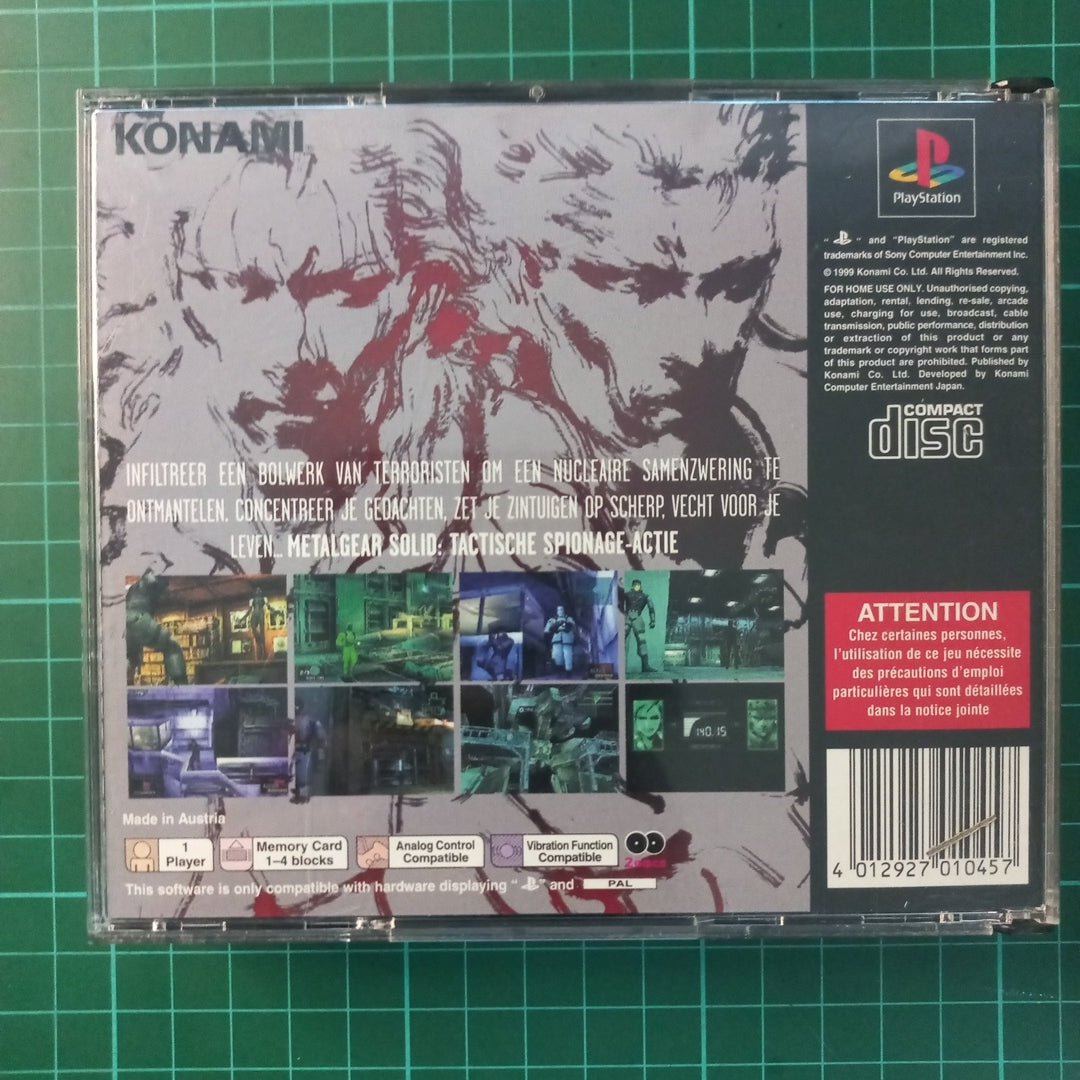 KONAMI
INFILTREER EEN BOLWERK VAN TERRORISTEN OM EEN NUCLEAIRE SAMENZWERING TE
ONTMANTELEN. CONCENTREER JE GEDACHTEN, ZET JE ZINTUIGEN OP SCHERP, VECHT VOOR JE
LEVEN... METALGEAR SOLID: TACTISCHE SPIONAGE-ACTIE
140.15
Made in Austria
1
Player
Memory Card
1–4 blocks
Analog Control
Compatible
Vibration Function
Compatible
2 discs
This software is only compatible with hardware displaying " " and PAL
PlayStation
" " and "PlayStation" are registered
trademarks of Sony Computer Entertainment Inc.
© 1999 Konami Co. Ltd. All Rights Reserved.
FOR HOME USE ONLY. Unauthorised copying,
adaptation, rental, lending, re-sale, arcade
use, charging for use, broadcast, cable
transmission, public performance, distribution
or extraction of this product or any
trademark or copyright work that forms part
of this product are prohibited. Published by
Konami Co. Ltd. Developed by Konami
Computer Entertainment Japan.
COMPACT
disc
ATTENTION
Chez certaines personnes,
l'utilisation de ce jeu nécessite
des précautions d'emploi
particulières qui sont détaillées
dans la notice jointe
4 012927 010457